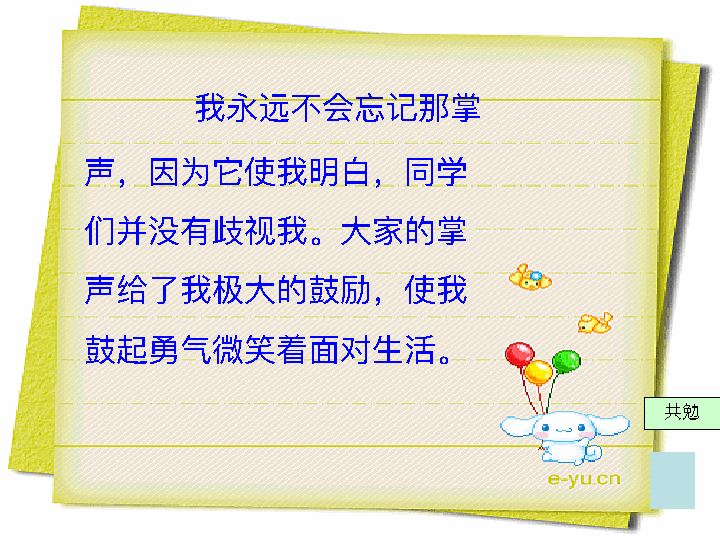 我永远不会忘记那掌
声，因为它使我明白，同学
们并没有歧视我。大家的掌
声给了我极大的鼓励，使我
鼓起勇气微笑着面对生活。
共勉
e-yu.cn